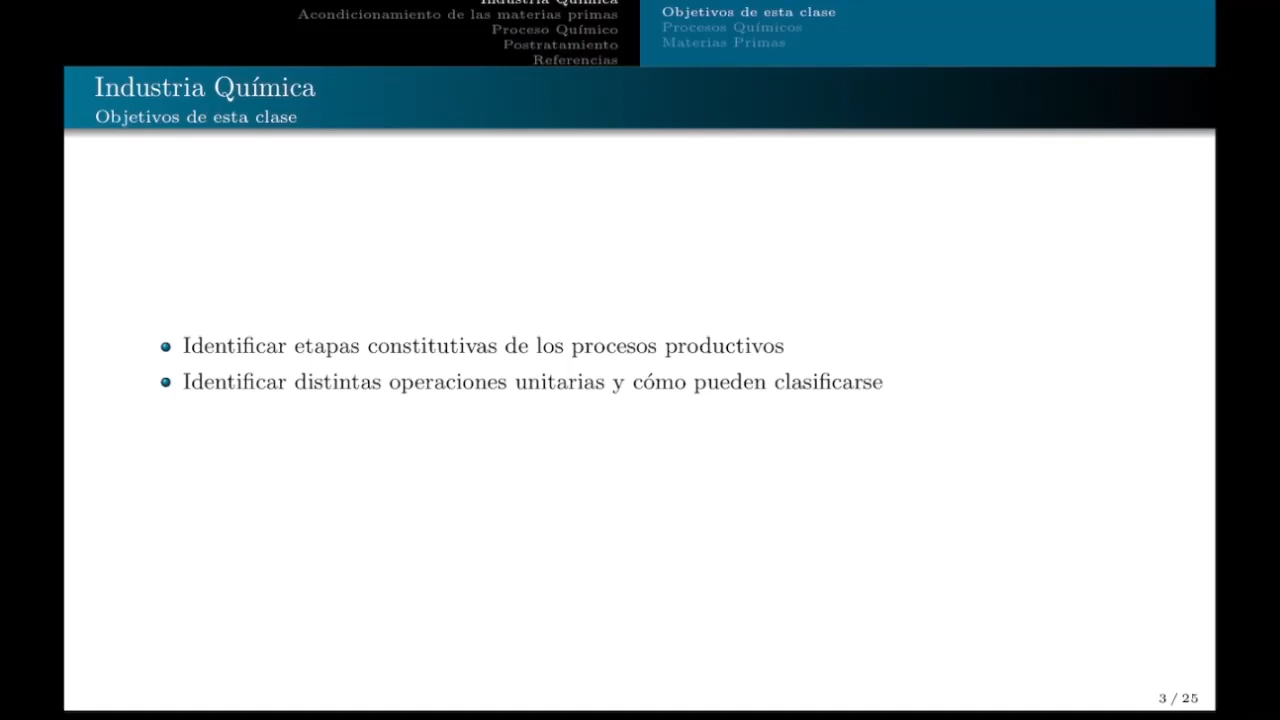 Industria Química
Acondicionamiento de las materias primas
Proceso Químico
Postratamiento
Referencias
Objetivos de esta clase
Procesos Químicos
Materias Primas
Industria Química
Objetivos de esta clase
Identificar etapas constitutivas de los procesos productivos
Identificar distintas operaciones unitarias y cómo pueden clasificarse
3 / 25